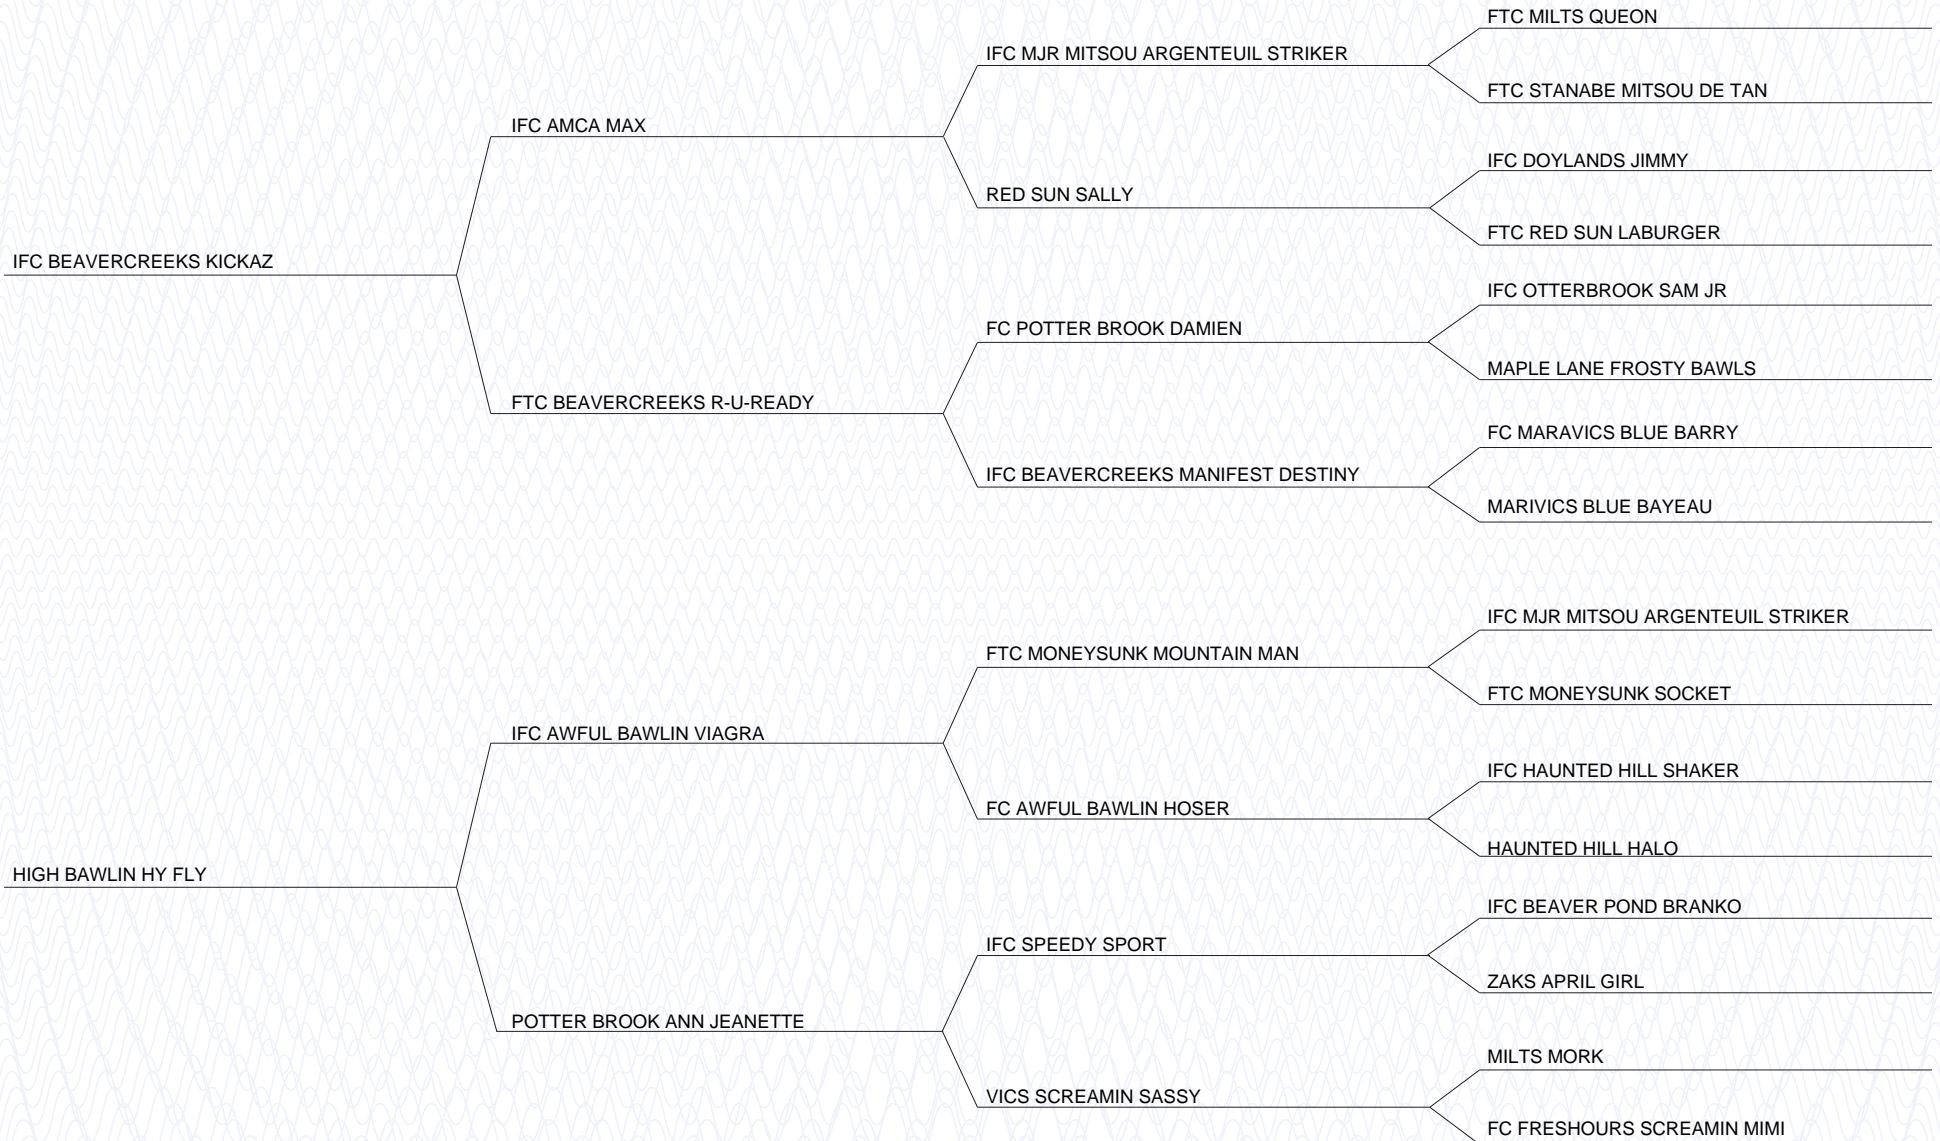 FTC MILTS QUEON
IFC MJR MITSOU ARGENTEUIL STRIKER
FTC STANABE MITSOU DE TAN
IFC AMCA MAX
IFC DOYLANDS JIMMY
RED SUN SALLY
FTC RED SUN LABURGER
IFC BEAVERCREEKS KICKAZ
IFC OTTERBROOK SAM JR
FC POTTER BROOK DAMIEN
MAPLE LANE FROSTY BAWLS
FTC BEAVERCREEKS R-U-READY
FC MARAVICS BLUE BARRY
IFC BEAVERCREEKS MANIFEST DESTINY
MARIVICS BLUE BAYEAU
IFC MJR MITSOU ARGENTEUIL STRIKER
FTC MONEYSUNK MOUNTAIN MAN
FTC MONEYSUNK SOCKET
IFC AWFUL BAWLIN VIAGRA
IFC HAUNTED HILL SHAKER
FC AWFUL BAWLIN HOSER
HAUNTED HILL HALO
HIGH BAWLIN HY FLY
IFC BEAVER POND BRANKO
IFC SPEEDY SPORT
ZAKS APRIL GIRL
POTTER BROOK ANN JEANETTE
MILTS MORK
VICS SCREAMIN SASSY
FC FRESHOURS SCREAMIN MIMI